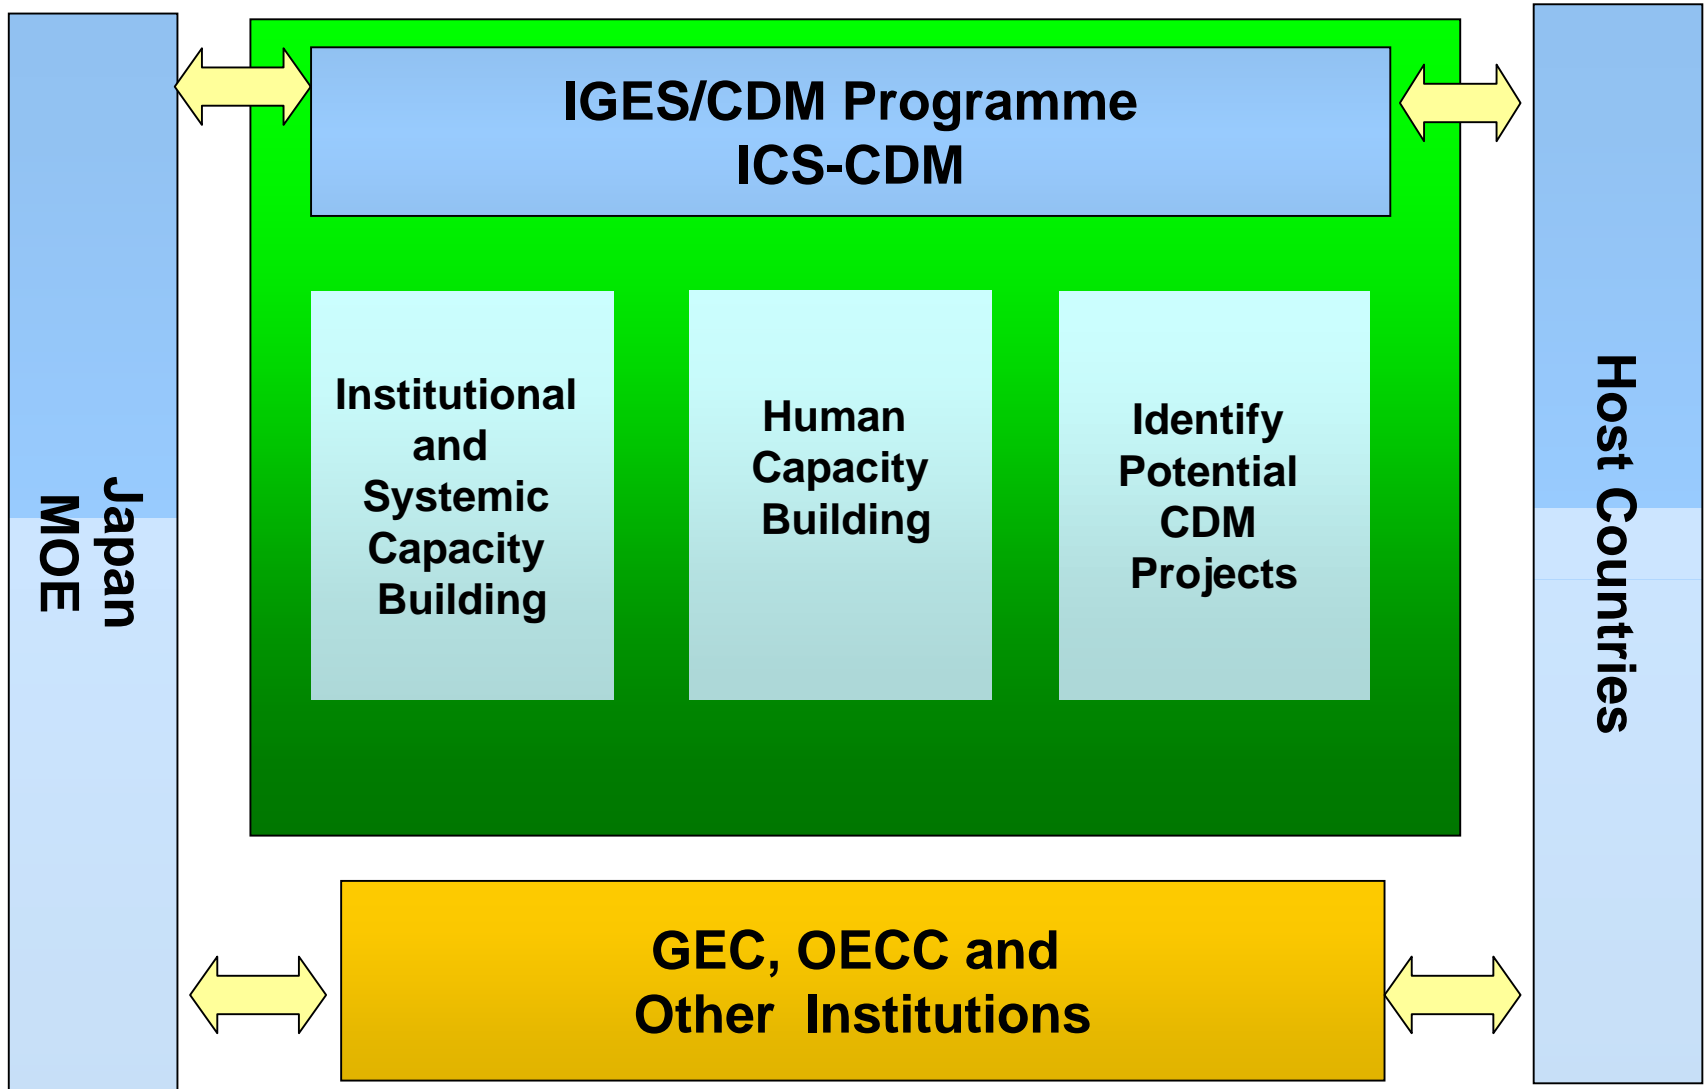 Japan
MOE
IGES/CDM Programme
ICS-CDM
Institutional
and
Systemic
Capacity
Building
Human
Capacity
Building
Identify
Potential
CDM
Projects
Host Countries
GEC, OECC and
Other Institutions